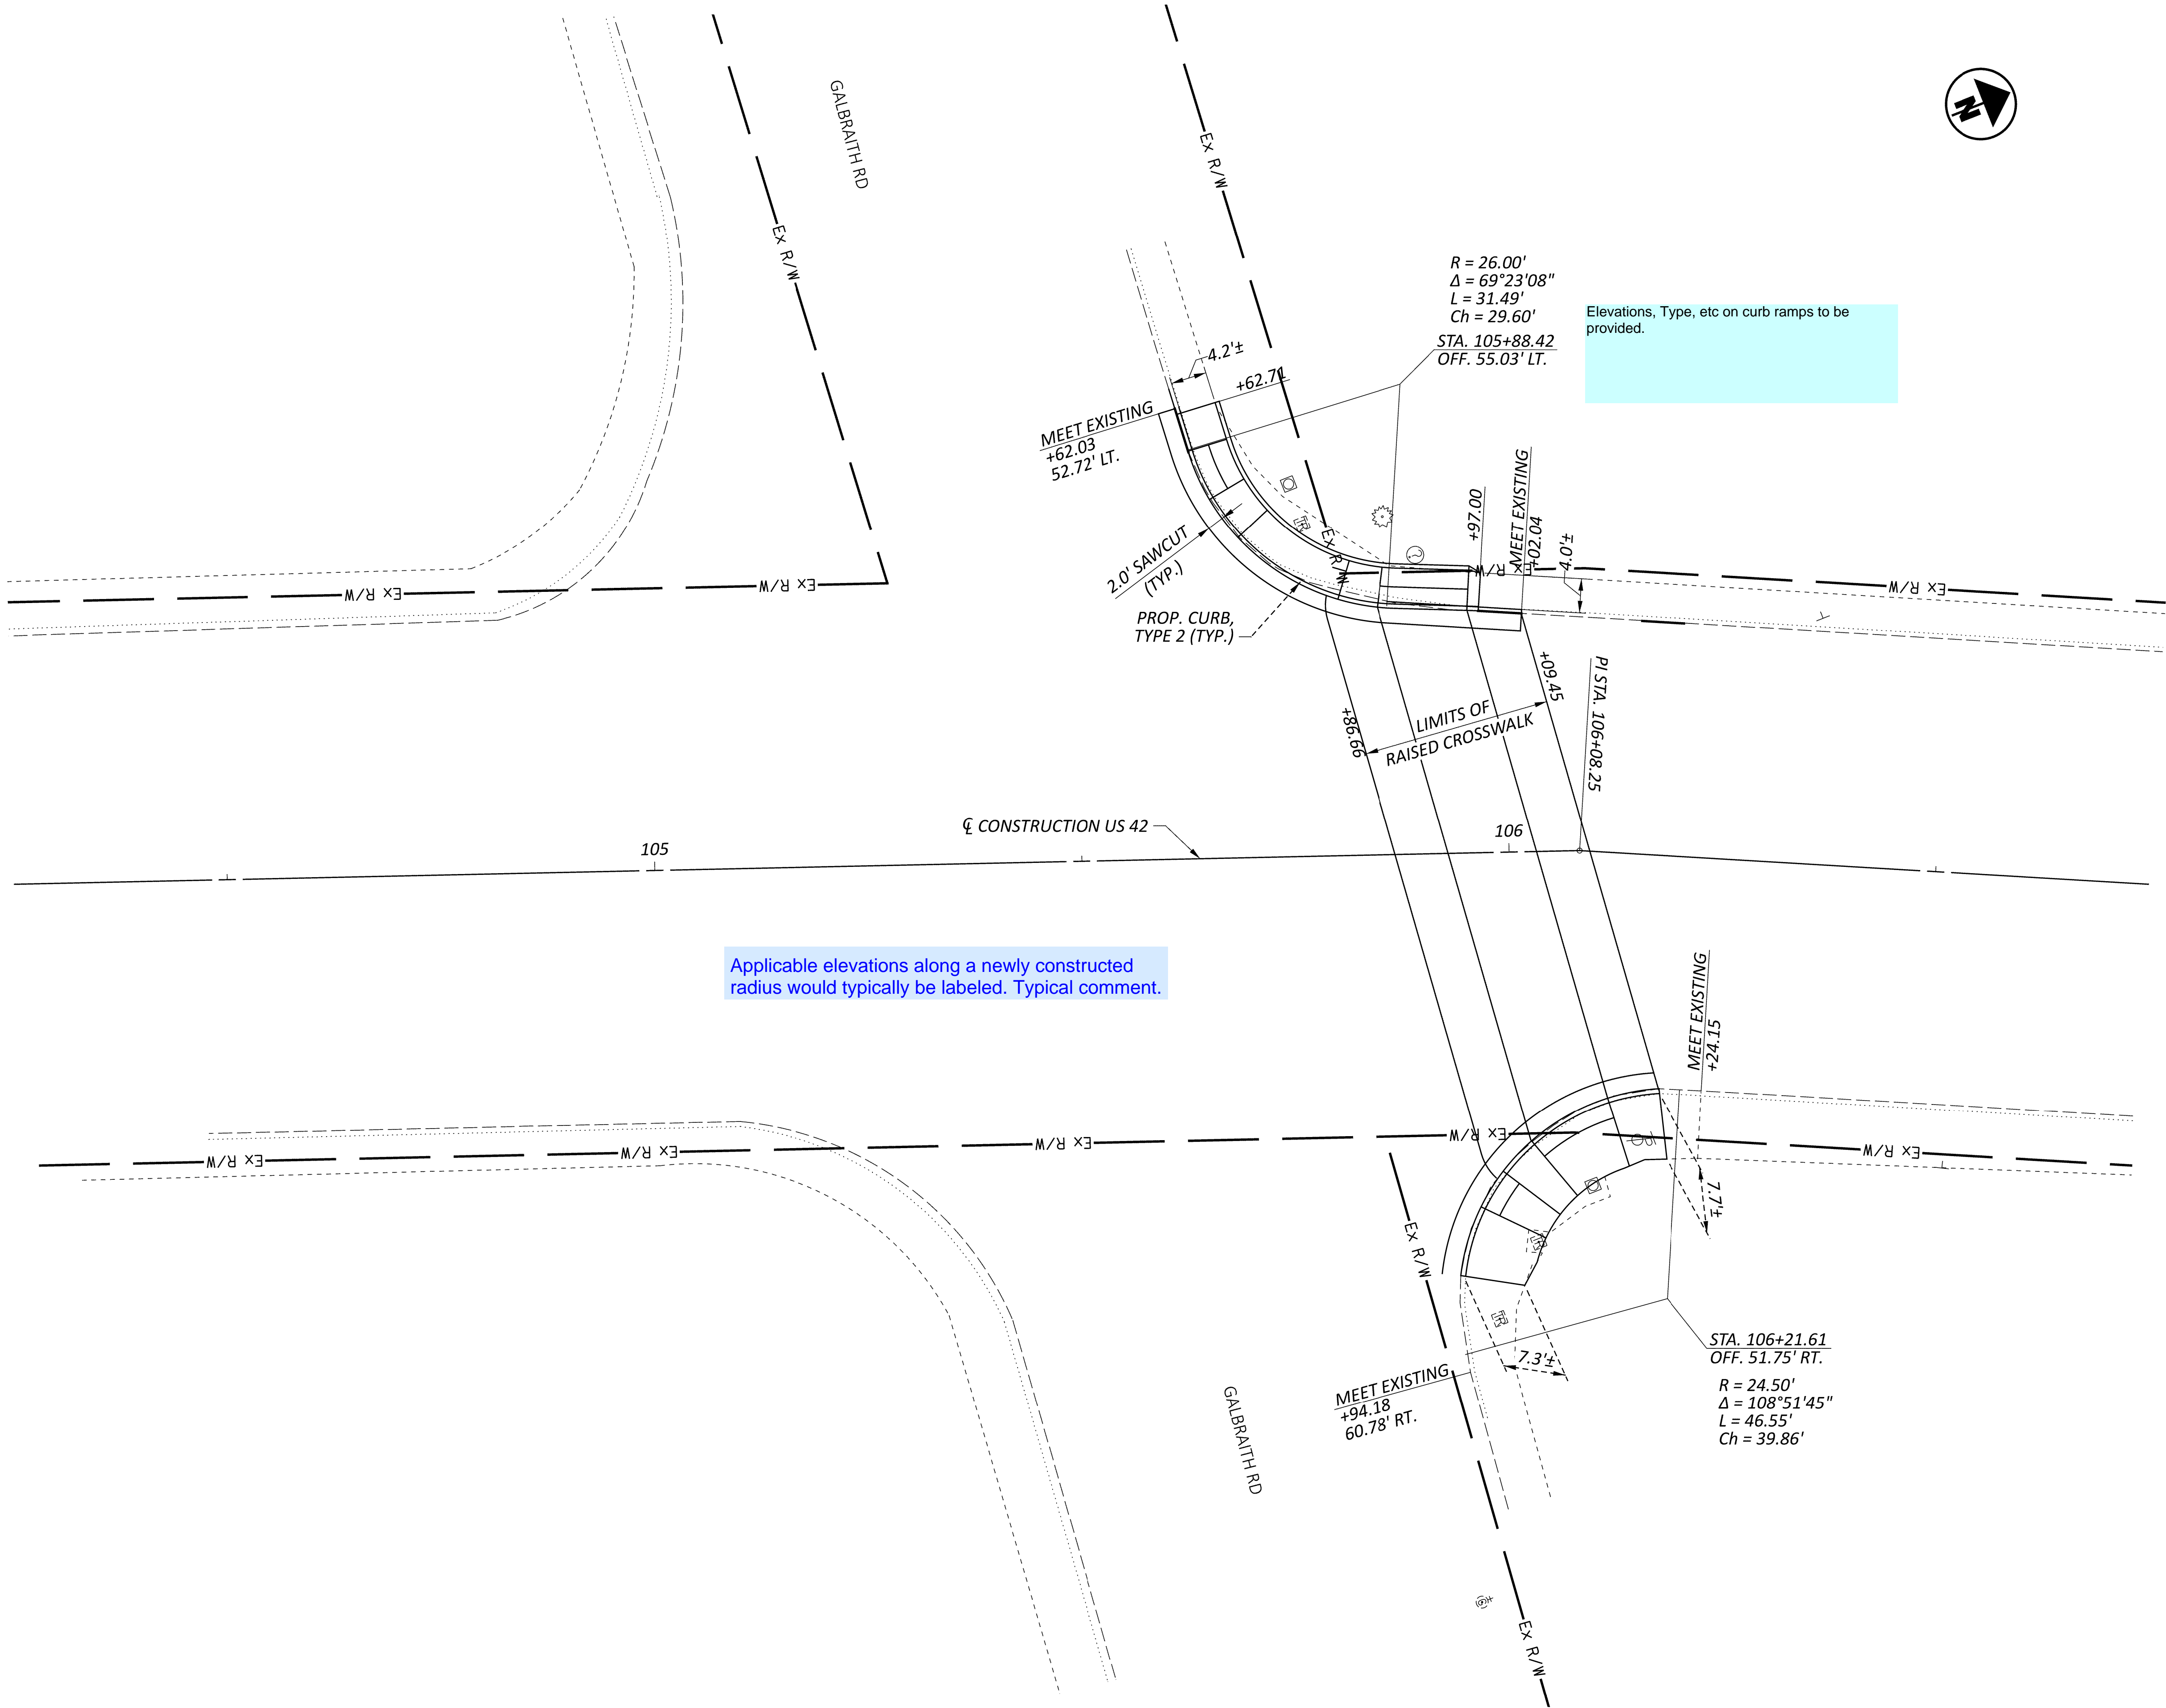 GALBRAITH RD
Ex R/W
Ex R/W
N
R = 26.00'
Δ = 69°23'08"
L = 31.49'
Ch = 29.60'
STA. 105+88.42
OFF. 55.03' LT.
Elevations, Type, etc on curb ramps to be
provided.
4.2'±
+62.71
MEET EXISTING
+62.03
52.72' LT.
2.0' SAWCUT
(TYP.)
PROP. CURB,
TYPE 2 (TYP.)
Ex R/W
+97.00
MEET EXISTING
+02.04
4.0'±
Ex R/W
Ex R/W
Ex R/W
Ex R/W
TR
+86.66
LIMITS OF
RAISED CROSSWALK
+09.45
PI STA. 106+08.25
℄ CONSTRUCTION US 42
105
106
Applicable elevations along a newly constructed
radius would typically be labeled. Typical comment.
MEET EXISTING
+24.15
Ex R/W
Ex R/W
Ex R/W
Ex R/W
Ex R/W
7.7'±
TR
TR
Ex R/W
7.3'±
MEET EXISTING
+94.18
60.78' RT.
STA. 106+21.61
OFF. 51.75' RT.
R = 24.50'
Δ = 108°51'45"
L = 46.55'
Ch = 39.86'
GALBRAITH RD
Ex R/W